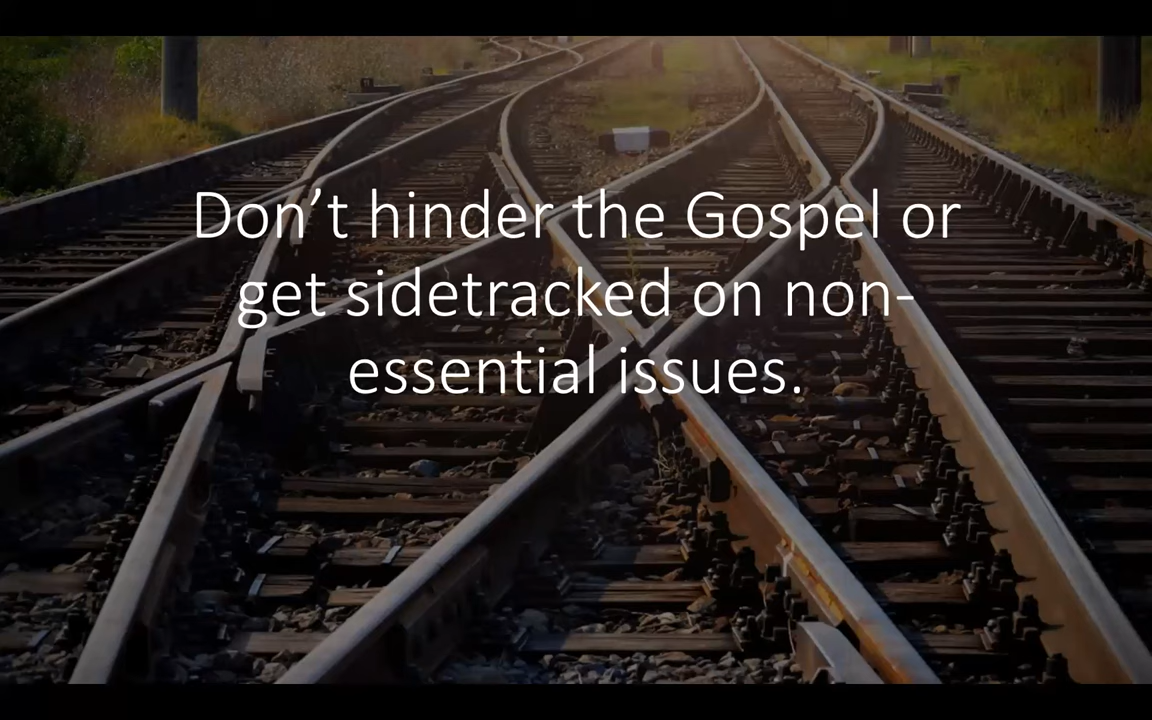 Don’t hinder the Gospel or
get sidetracked on non-
essential issues.